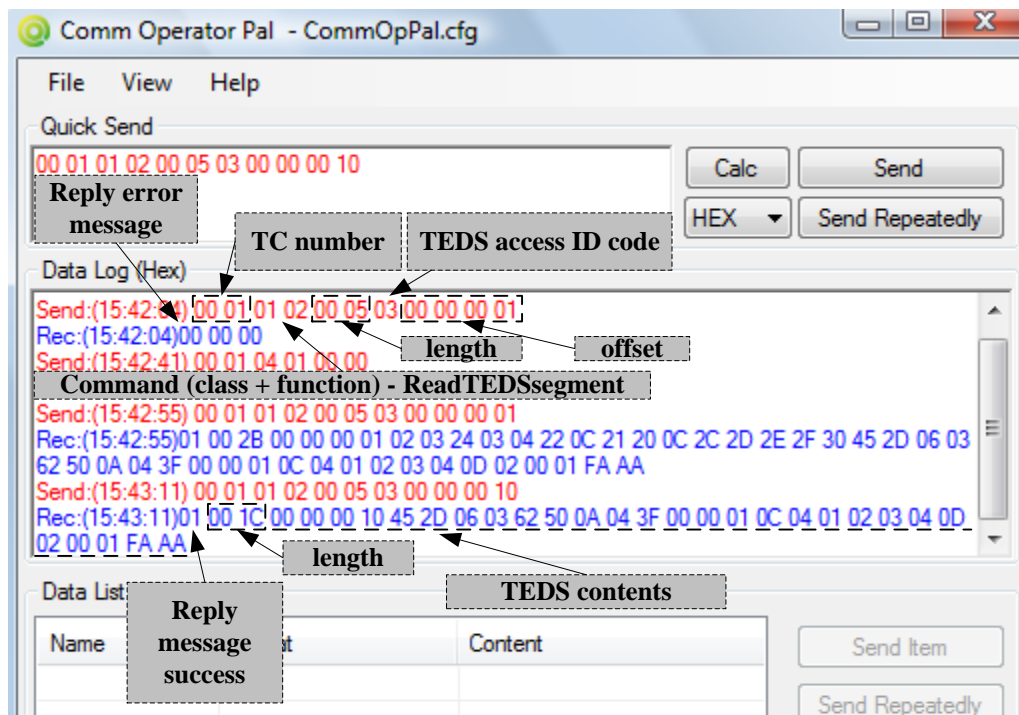 Comm Operator Pal - CommOpPal.cfg
File View Help
Quick Send
00 01 01 02 00 05 03 00 00 00 10
Calc Send
HEX Send Repeatedly
Reply error
message
TC number
TEDS access ID code
Data Log (Hex)
Send:(15:42:04) 00 01 01 02 00 05 03 00 00 00 01
Rec:(15:42:04)00 00 00
length
offset
Send:(15:42:41) 00 01 04 01 00 00
Command (class + function) - ReadTEDSsegment
Send:(15:42:55) 00 01 01 02 00 05 03 00 00 00 01
Rec:(15:42:55)01 00 2B 00 00 00 01 02 03 24 03 04 22 0C 21 20 0C 2C 2D 2E 2F 30 45 2D 06 03
62 50 0A 04 3F 00 00 01 0C 04 01 02 03 04 0D 02 00 01 FA AA
Send:(15:43:11) 00 01 01 02 00 05 03 00 00 00 10
Rec:(15:43:11)01 00 1C 00 00 00 10 45 2D 06 03 62 50 0A 04 3F 00 00 01 0C 04 01 02 03 04 0D
02 00 01 FA AA
length
TEDS contents
Data List
Reply
message
success
Name Content
Send Item
Send Repeatedly